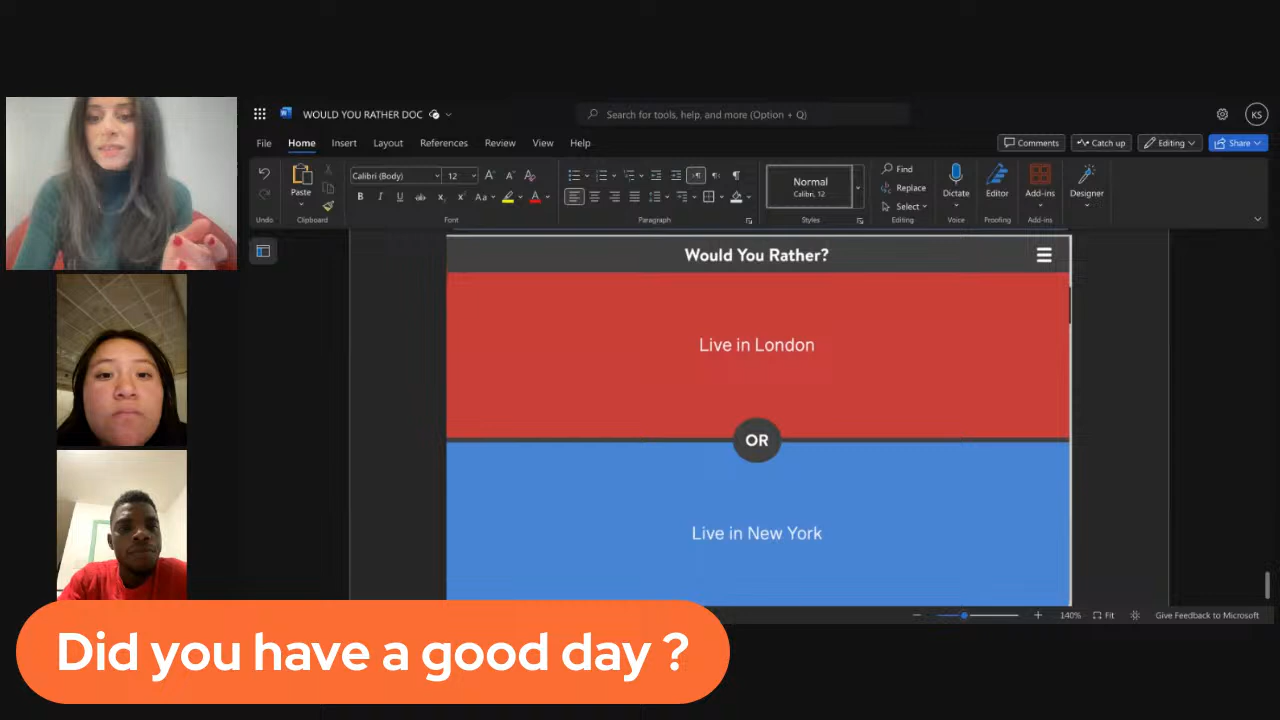 WOULD YOU RATHER DOC
Search for tools, help, and more (Option + Q)
KS
File Home Insert Layout References Review View Help
Comments Catch up Editing Share
Paste
Calibri (Body) 12
Normal
Calibri, 12
Find
Replace
Select
Dictate
Editor
Add-ins
Designer
Undo Clipboard Font Paragraph Styles Editing Voice Proofing Add-ins
Would You Rather?
Live in London
OR
Live in New York
140% Fit Give Feedback to Microsoft
Did you have a good day ?